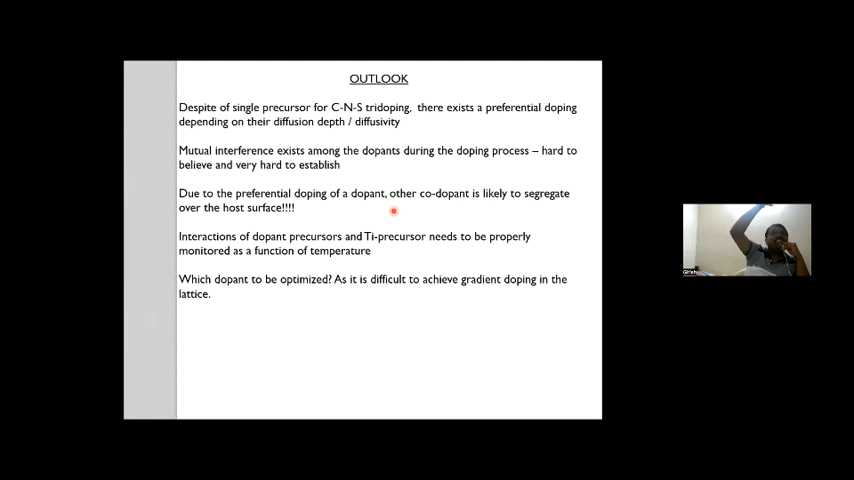 OUTLOOK
Despite of single precursor for C-N-S tridoping, there exists a preferential doping
depending on their diffusion depth / diffusivity
Mutual interference exists among the dopants during the doping process – hard to
believe and very hard to establish
Due to the preferential doping of a dopant, other co-dopant is likely to segregate
over the host surface!!!!
Interactions of dopant precursors and Ti-precursor needs to be properly
monitored as a function of temperature
Which dopant to be optimized? As it is difficult to achieve gradient doping in the
lattice.